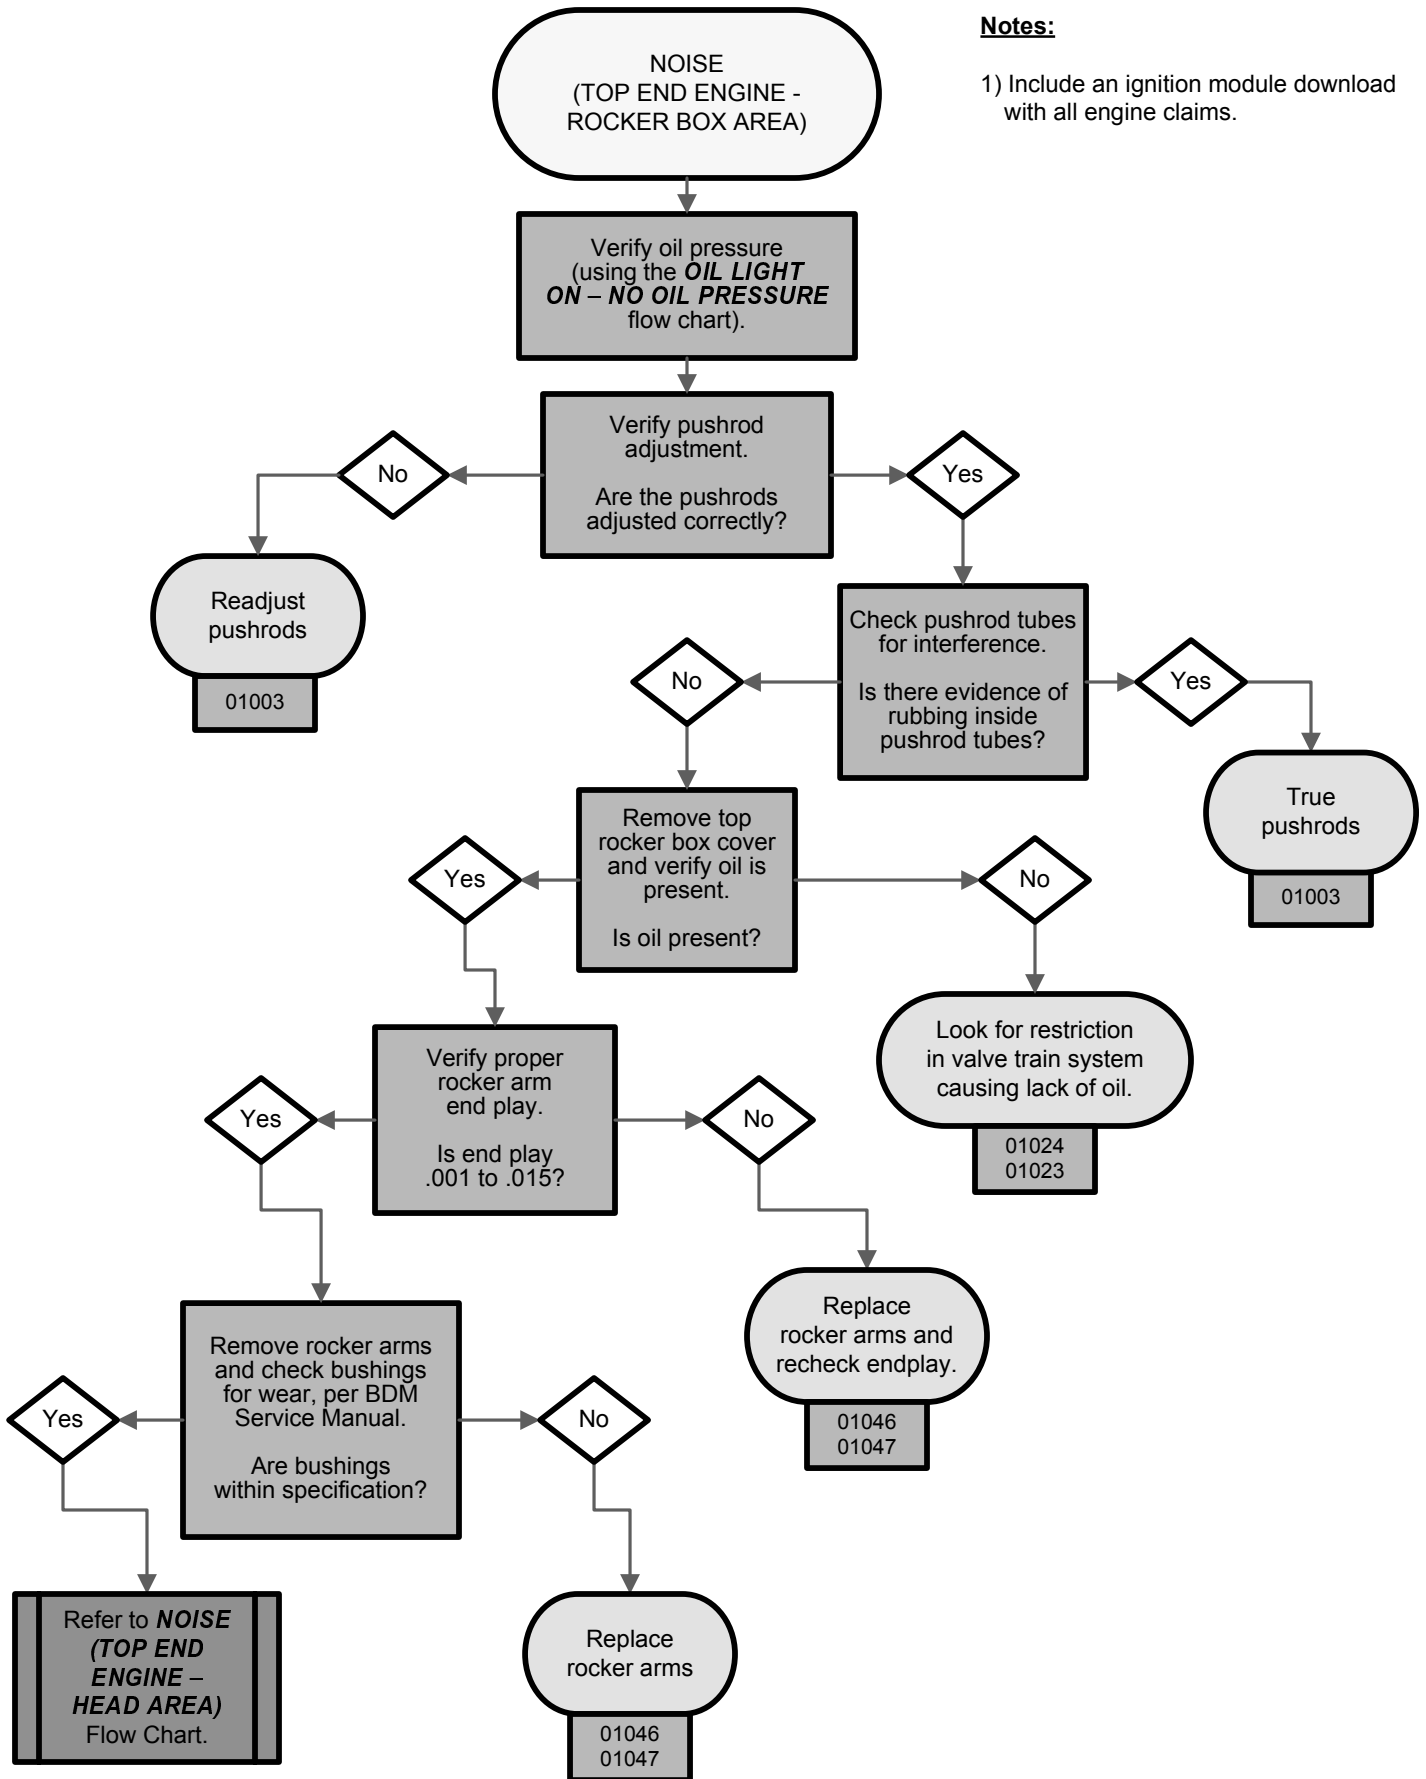 Notes:
1) Include an ignition module download
with all engine claims.
NOISE
(TOP END ENGINE -
ROCKER BOX AREA)
Verify oil pressure
(using the OIL LIGHT
ON – NO OIL PRESSURE
flow chart).
Verify pushrod
adjustment.
Are the pushrods
adjusted correctly?
No
Yes
Readjust
pushrods
01003
Check pushrod tubes
for interference.
Is there evidence of
rubbing inside
pushrod tubes?
No
Yes
True
pushrods
01003
Remove top
rocker box cover
and verify oil is
present.
Is oil present?
Yes
No
Look for restriction
in valve train system
causing lack of oil.
01024
01023
Verify proper
rocker arm
end play.
Is end play
.001 to .015?
Yes
No
Replace
rocker arms and
recheck endplay.
01046
01047
Remove rocker arms
and check bushings
for wear, per BDM
Service Manual.
Are bushings
within specification?
Yes
No
Refer to NOISE
(TOP END
ENGINE –
HEAD AREA)
Flow Chart.
Replace
rocker arms
01046
01047